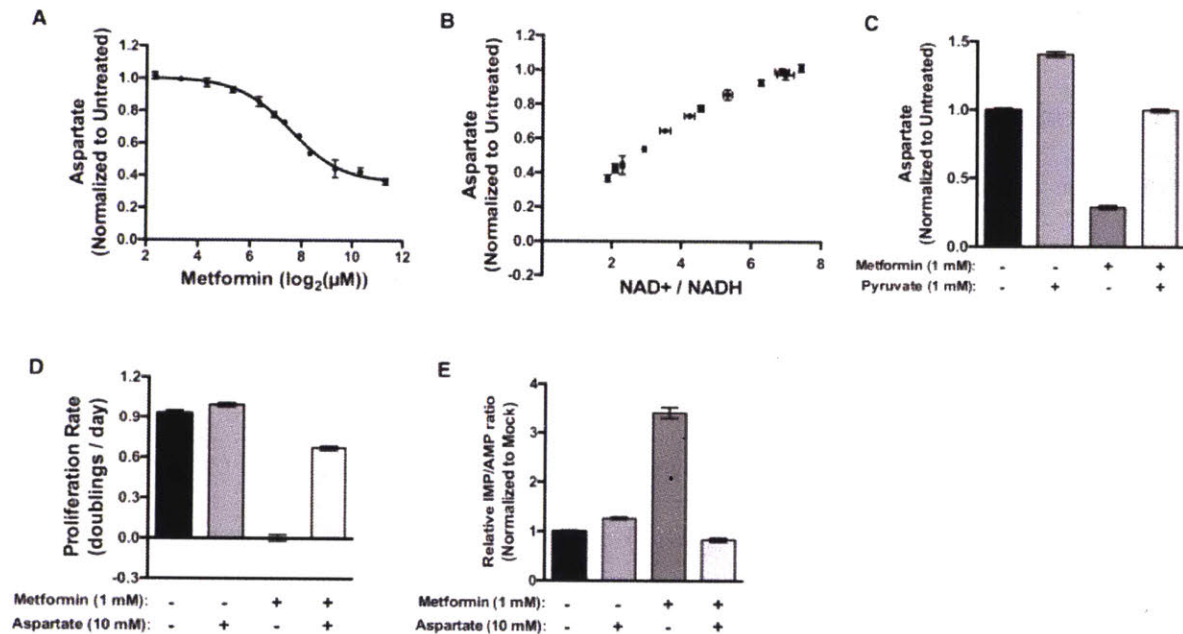 A
Aspartate
(Normalized to Untreated)
1.2
1.0
0.8
0.6
0.4
0.2
0.0
2 4 6 8 10 12
Metformin (log2(µM))
B
Aspartate
(Normalized to Untreated)
1.2
1.0
0.8
0.6
0.4
0.2
0.0
-0.2
2 4 6 8
NAD+ / NADH
C
Aspartate
(Normalized to Untreated)
1.5
1.0
0.5
0.0
Metformin (1 mM): - - + +
Pyruvate (1 mM): - + - +
D
Proliferation Rate
(doublings / day)
1.2
0.9
0.6
0.3
0.0
-0.3
Metformin (1 mM): - - + +
Aspartate (10 mM): - + - +
E
Relative IMP/AMP ratio
(Normalized to Mock)
4
3
2
1
0
Metformin (1 mM): - - + +
Aspartate (10 mM): - + - +